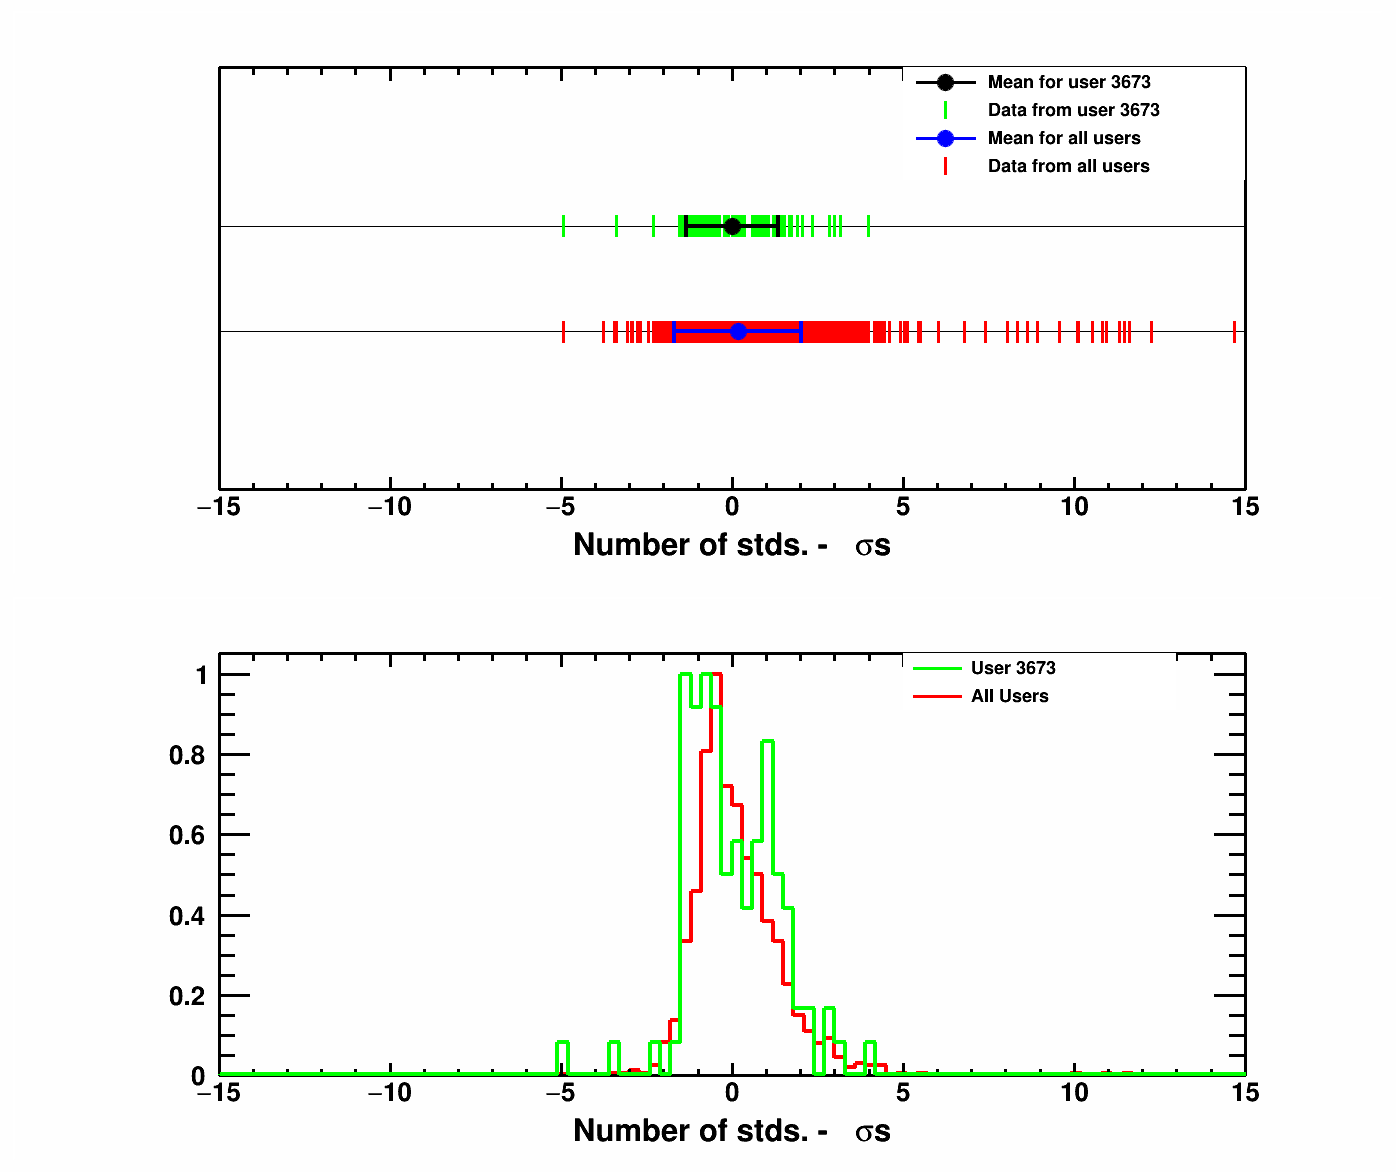 Mean for user 3673
Data from user 3673
Mean for all users
Data from all users
−15 −10 −5 0 5 10 15
Number of stds. - σs
User 3673
All Users
1
0.8
0.6
0.4
0.2
0
−15 −10 −5 0 5 10 15
Number of stds. - σs